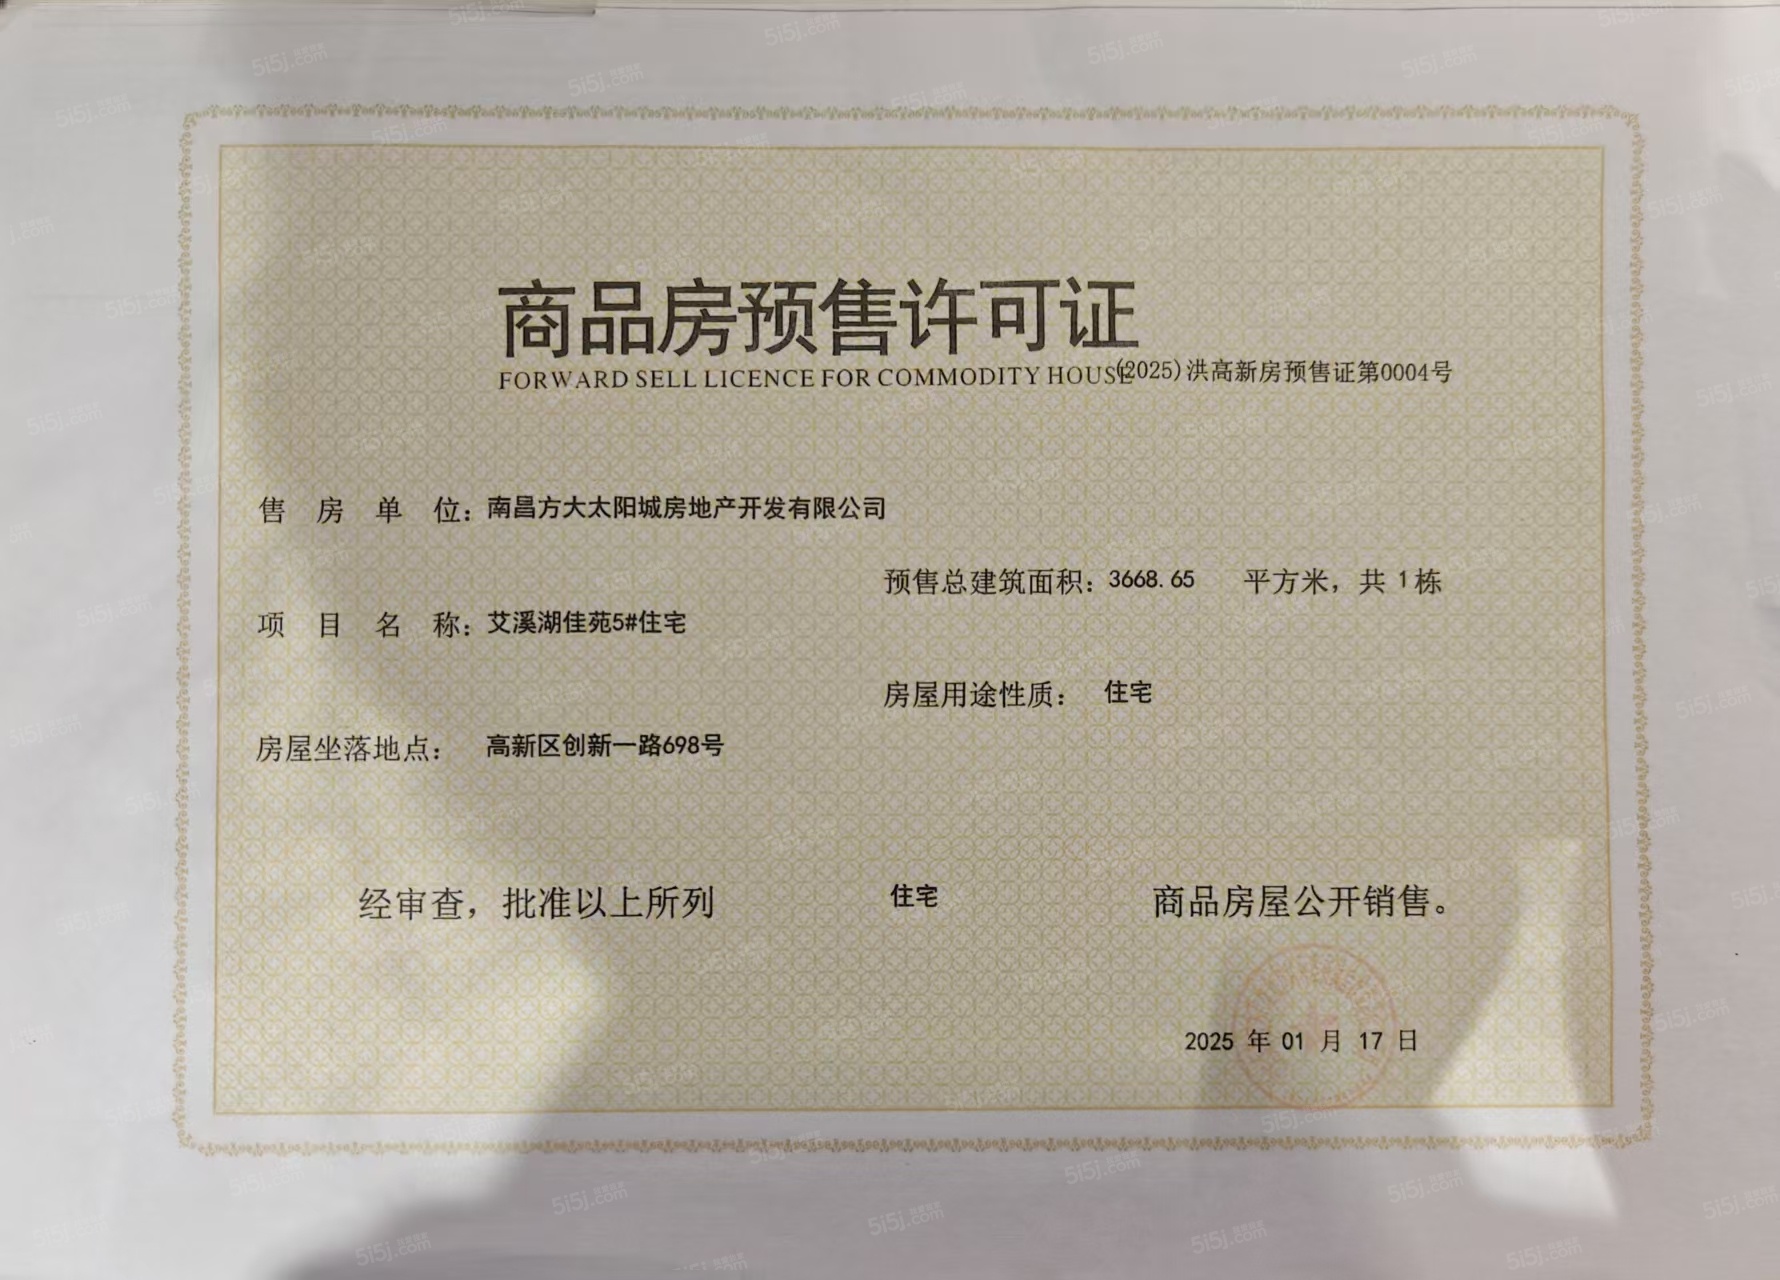 商品房预售许可证
FORWARD SELL LICENCE FOR COMMODITY HOUSE
(2025)洪高新房预售证第0004号
售房单位：南昌方大太阳城房地产开发有限公司
预售总建筑面积：3668.65 平方米，共 1 栋
项目名称：艾溪湖佳苑5#住宅
房屋用途性质： 住宅
房屋坐落地点： 高新区创新一路698号
经审查，批准以上所列 住宅 商品房屋公开销售。
2025 年 01 月 17 日
5i5j.com